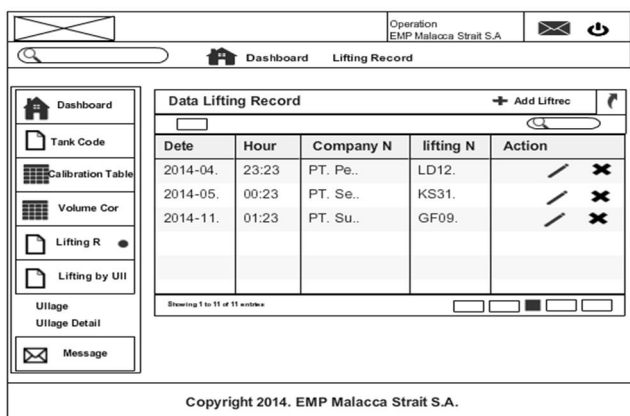 Operation
EMP Malacca Strait S.A
Dashboard Lifting Record
Dashboard
Tank Code
Calibration Table
Volume Cor
Lifting R
Lifting by Ull
Ullage
Ullage Detail
Message
Data Lifting Record Add Liftrec
Dete Hour Company N lifting N Action
2014-04. 23:23 PT. Pe.. LD12.
2014-05. 00:23 PT. Se.. KS31.
2014-11. 01:23 PT. Su.. GF09.
Showing 1 to 11 of 11 entries
Copyright 2014. EMP Malacca Strait S.A.